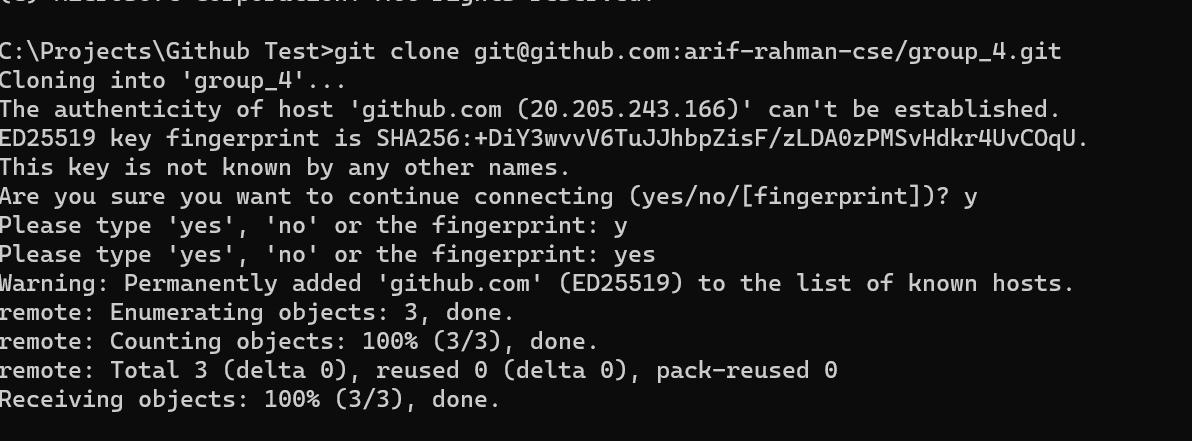 (c) Microsoft Corporation. All rights reserved.
C:\Projects\Github Test>git clone git@github.com:arif-rahman-cse/group_4.git
Cloning into 'group_4'...
The authenticity of host 'github.com (20.205.243.166)' can't be established.
ED25519 key fingerprint is SHA256:+DiY3wvvV6TuJJhbpZisF/zLDA0zPMSvHdkr4UvCOqU.
This key is not known by any other names.
Are you sure you want to continue connecting (yes/no/[fingerprint])? y
Please type 'yes', 'no' or the fingerprint: y
Please type 'yes', 'no' or the fingerprint: yes
Warning: Permanently added 'github.com' (ED25519) to the list of known hosts.
remote: Enumerating objects: 3, done.
remote: Counting objects: 100% (3/3), done.
remote: Total 3 (delta 0), reused 0 (delta 0), pack-reused 0
Receiving objects: 100% (3/3), done.